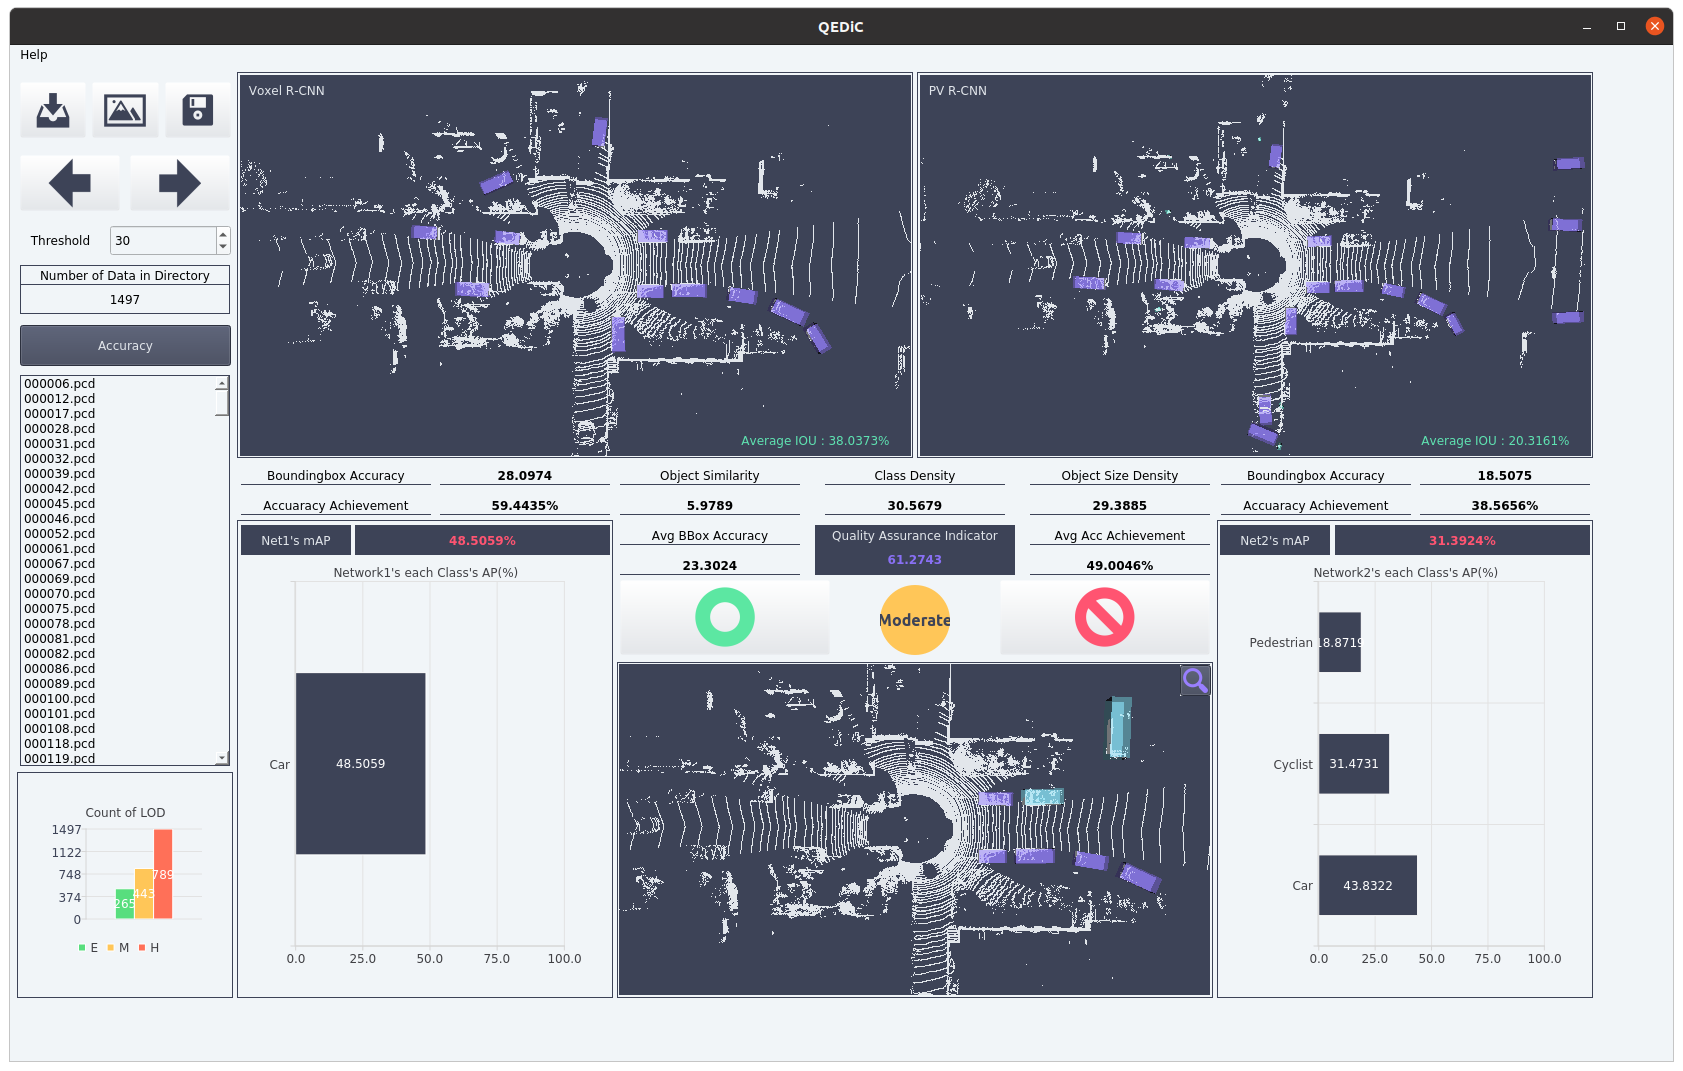 QEDiC
Help
Threshold
30
Number of Data in Directory
1497
Accuracy
000006.pcd
000012.pcd
000017.pcd
000028.pcd
000031.pcd
000032.pcd
000039.pcd
000042.pcd
000045.pcd
000046.pcd
000052.pcd
000061.pcd
000067.pcd
000069.pcd
000070.pcd
000075.pcd
000078.pcd
000081.pcd
000082.pcd
000086.pcd
000089.pcd
000100.pcd
000101.pcd
000108.pcd
000118.pcd
000119.pcd
Count of LOD
1497
1122
748
374
0
265
443
789
E M H
Voxel R-CNN
Average IOU : 38.0373%
PV R-CNN
Average IOU : 20.3161%
Boundingbox Accuracy
28.0974
Accuaracy Achievement
59.4435%
Object Similarity
5.9789
Class Density
30.5679
Object Size Density
29.3885
Boundingbox Accuracy
18.5075
Accuaracy Achievement
38.5656%
Net1's mAP
48.5059%
Network1's each Class's AP(%)
Car
48.5059
0.0 25.0 50.0 75.0 100.0
Avg BBox Accuracy
23.3024
Quality Assurance Indicator
61.2743
Avg Acc Achievement
49.0046%
Moderate
Net2's mAP
31.3924%
Network2's each Class's AP(%)
Pedestrian
18.8719
Cyclist
31.4731
Car
43.8322
0.0 25.0 50.0 75.0 100.0